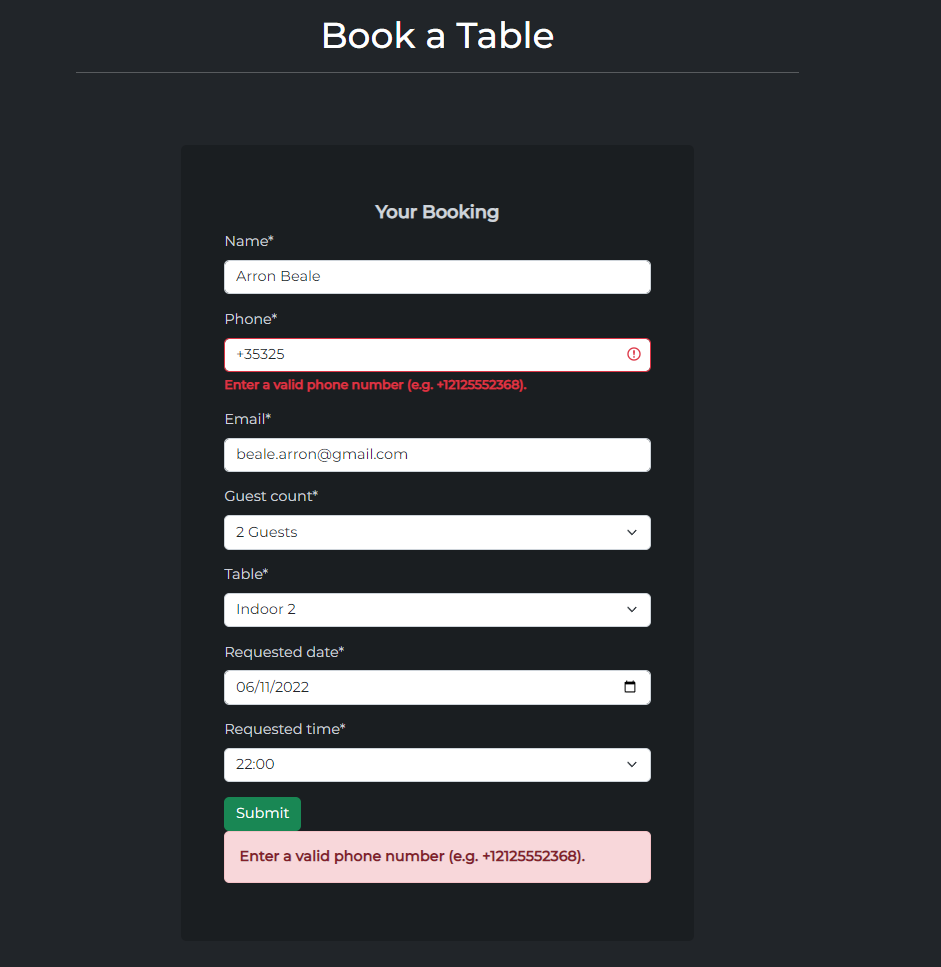 Book a Table
Your Booking
Name*
Arron Beale
Phone*
+35325
Enter a valid phone number (e.g. +12125552368).
Email*
beale.arron@gmail.com
Guest count*
2 Guests
Table*
Indoor 2
Requested date*
06/11/2022
Requested time*
22:00
Submit
Enter a valid phone number (e.g. +12125552368).